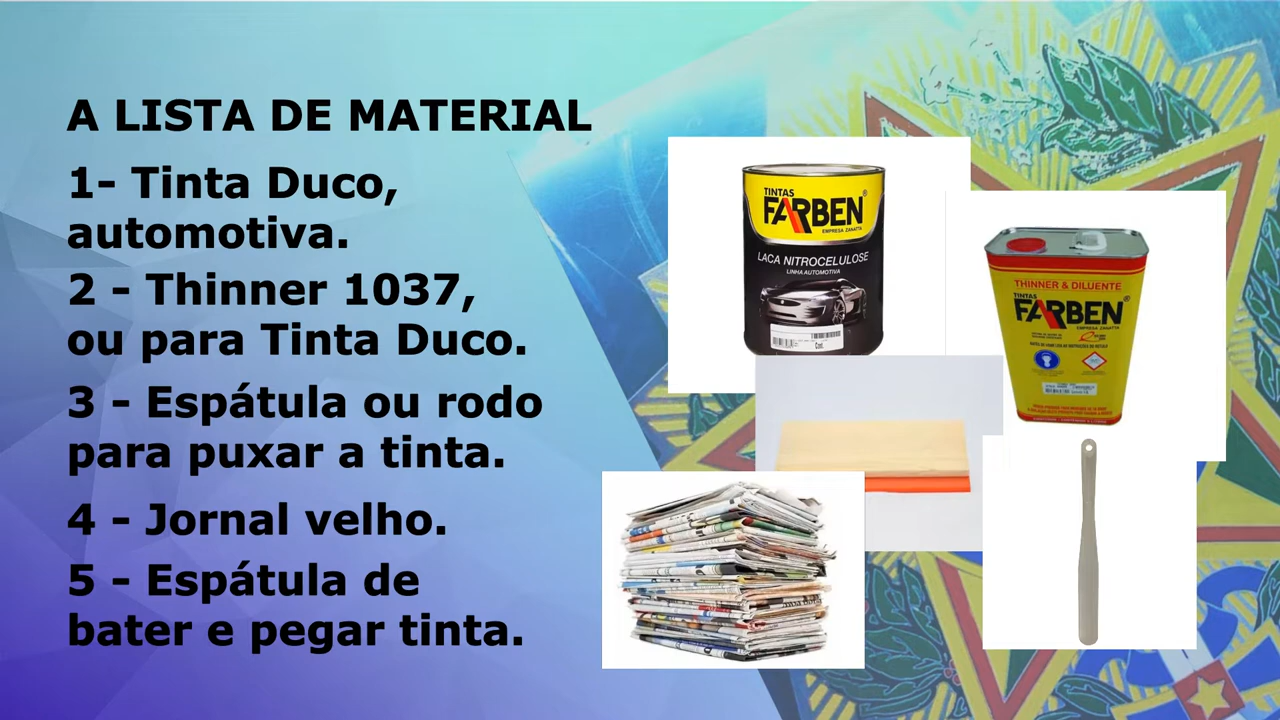 A LISTA DE MATERIAL
1- Tinta Duco,
automotiva.
2 - Thinner 1037,
ou para Tinta Duco.
3 - Espátula ou rodo
para puxar a tinta.
4 - Jornal velho.
5 - Espátula de
bater e pegar tinta.
TINTAS
FARBEN®
EMPRESA ZANATTA
LACA NITROCELULOSE
LINHA AUTOMOTIVA
Cont.
THINNER & DILUENTE
TINTAS
FARBEN®
EMPRESA ZANATTA